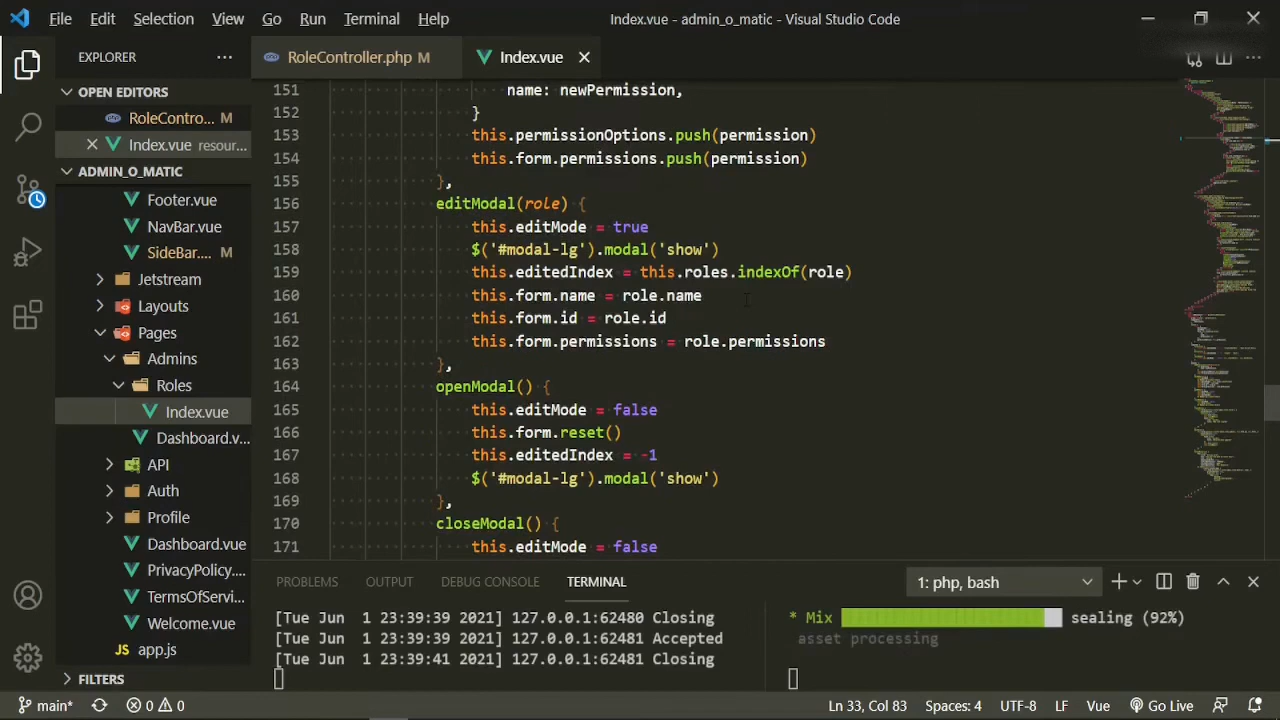 File Edit Selection View Go Run Terminal Help Index.vue - admin_o_matic - Visual Studio Code
EXPLORER
RoleController.php M
Index.vue
OPEN EDITORS
RoleContro... M
Index.vue resour...
ADMIN_O_MATIC
Footer.vue
NavBar.vue
SideBar.... M
Jetstream
Layouts
Pages
Admins
Roles
Index.vue
Dashboard.v...
API
Auth
Profile
Dashboard.vue
PrivacyPolicy....
TermsOfServi...
Welcome.vue
app.js
FILTERS
151 name: newPermission,
152 }
153 this.permissionOptions.push(permission)
154 this.form.permissions.push(permission)
155 },
156 editModal(role) {
157 this.editMode = true
158 $('#modal-lg').modal('show')
159 this.editedIndex = this.roles.indexOf(role)
160 this.form.name = role.name
161 this.form.id = role.id
162 this.form.permissions = role.permissions
163 },
164 openModal() {
165 this.editMode = false
166 this.form.reset()
167 this.editedIndex = -1
168 $('#modal-lg').modal('show')
169 },
170 closeModal() {
171 this.editMode = false
PROBLEMS OUTPUT DEBUG CONSOLE TERMINAL 1: php, bash
[Tue Jun 1 23:39:39 2021] 127.0.0.1:62480 Closing
[Tue Jun 1 23:39:39 2021] 127.0.0.1:62481 Accepted
[Tue Jun 1 23:39:41 2021] 127.0.0.1:62481 Closing
* Mix sealing (92%)
asset processing
main* 0 0 Ln 33, Col 83 Spaces: 4 UTF-8 LF Vue Go Live